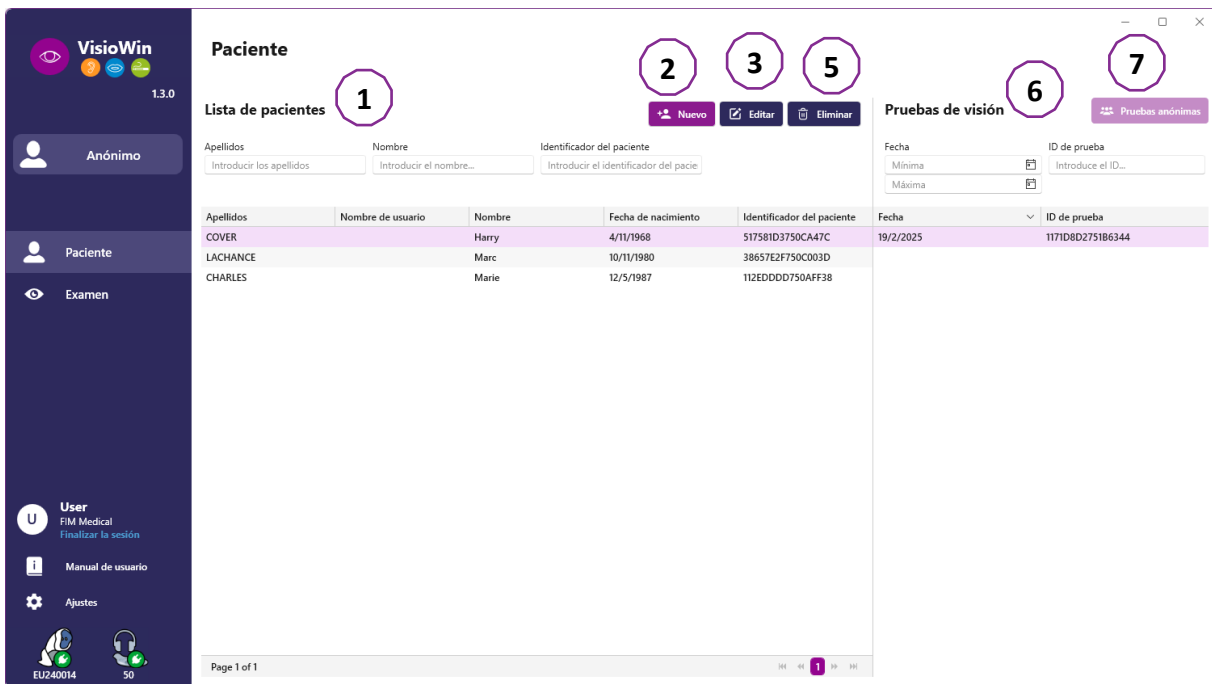 VisioWin
1.3.0
Anónimo
Paciente
Examen
U
User
FIM Medical
Finalizar la sesión
Manual de usuario
Ajustes
EU240014 50
Paciente
1
2
3
5
6
7
Lista de pacientes
Nuevo Editar Eliminar
Pruebas de visión
Pruebas anónimas
Apellidos Nombre Identificador del paciente
Introducir los apellidos Introducir el nombre... Introducir el identificador del pacie
Fecha ID de prueba
Mínima Introduce el ID...
Máxima
Apellidos Nombre de usuario Nombre Fecha de nacimiento Identificador del paciente Fecha ID de prueba
COVER Harry 4/11/1968 517581D3750CA47C 19/2/2025 1171D8D2751B6344
LACHANCE Marc 10/11/1980 38657E2F750C003D
CHARLES Marie 12/5/1987 112EDDDD750AFF38
Page 1 of 1 1